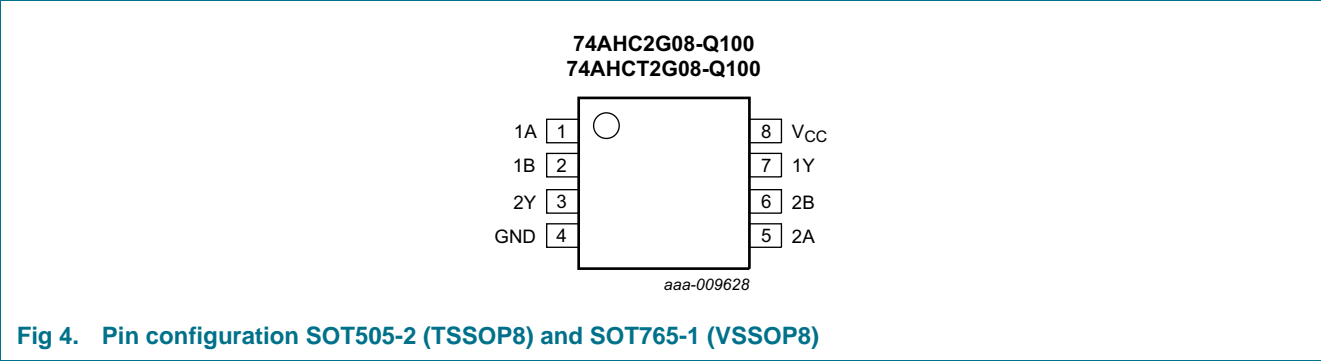 74AHC2G08-Q100
74AHCT2G08-Q100
1A 1 8 VCC
1B 2 7 1Y
2Y 3 6 2B
GND 4 5 2A
aaa-009628
Fig 4. Pin configuration SOT505-2 (TSSOP8) and SOT765-1 (VSSOP8)